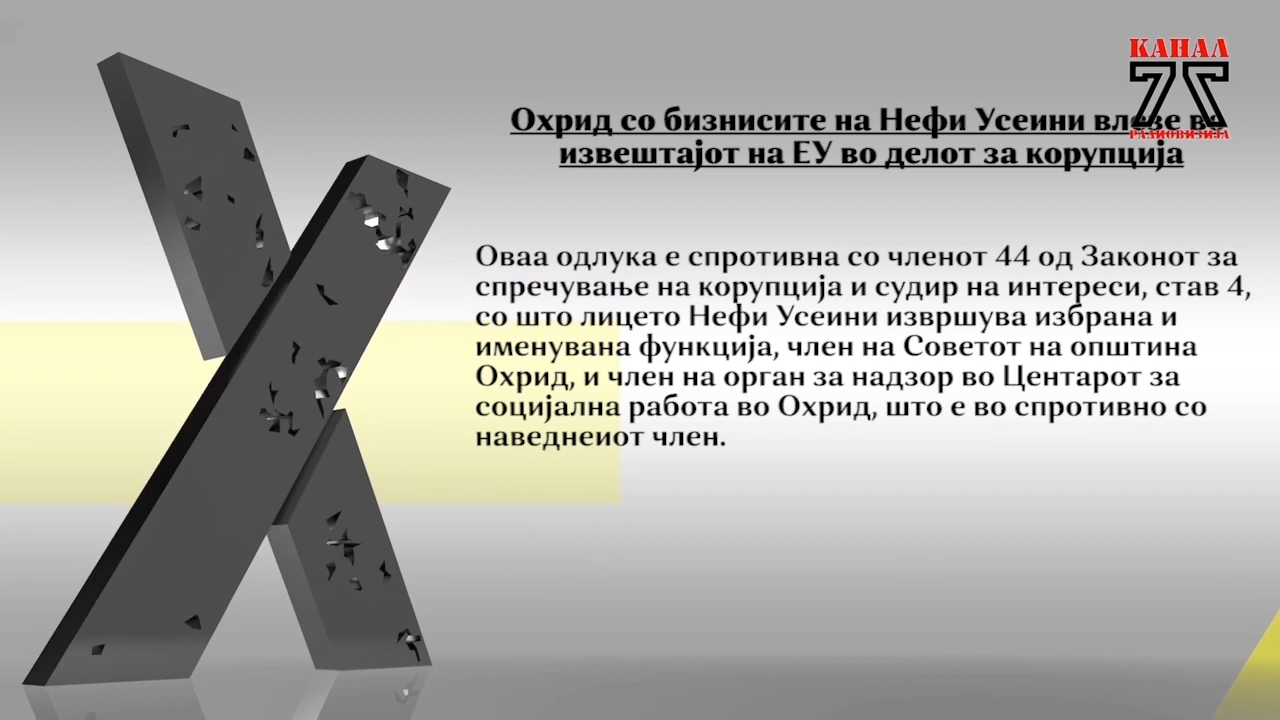 КАНАЛ
77
РАДИОВИЗИЈА
Охрид со бизнисите на Нефи Усеини влезе во
извештајот на ЕУ во делот за корупција
Оваа одлука е спротивна со членот 44 од Законот за
спречување на корупција и судир на интереси, став 4,
со што лицето Нефи Усеини извршува избрана и
именувана функција, член на Советот на општина
Охрид, и член на орган за надзор во Центарот за
социјална работа во Охрид, што е во спротивно со
наведнеиот член.